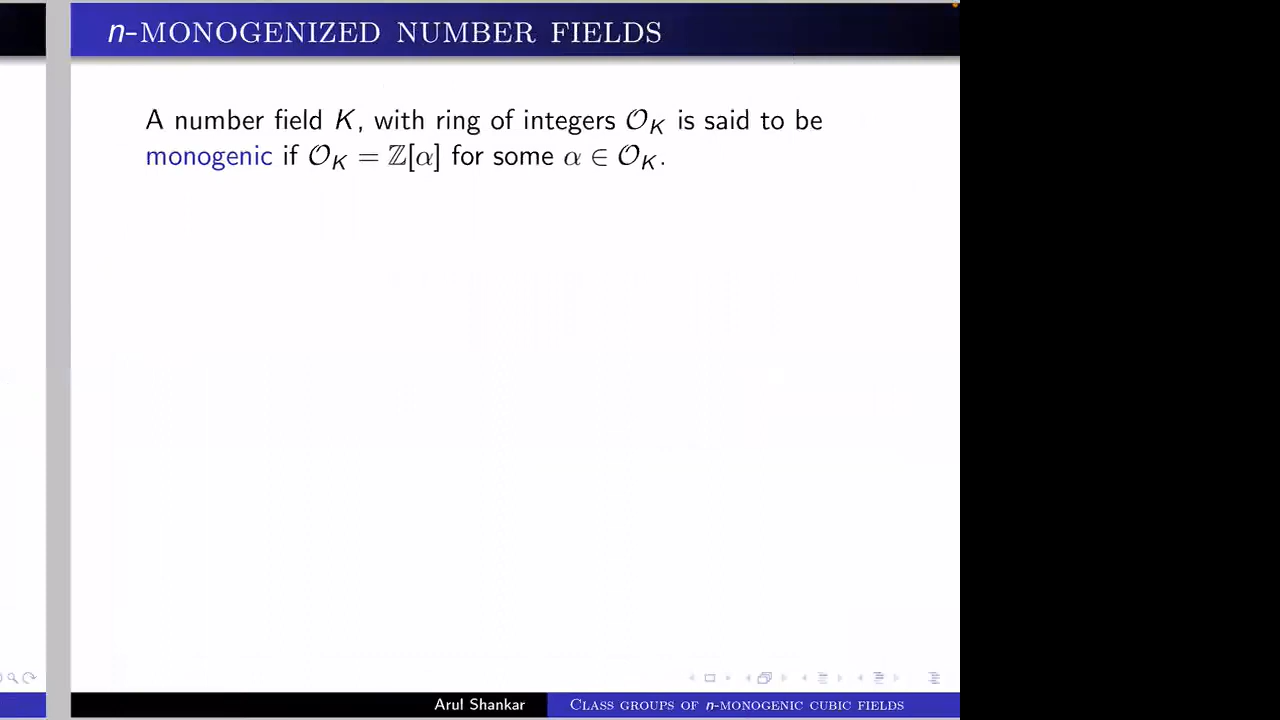 n-MONOGENIZED NUMBER FIELDS
A number field K, with ring of integers 𝒪_K is said to be
monogenic if 𝒪_K = ℤ[α] for some α ∈ 𝒪_K.
Arul Shankar
CLASS GROUPS OF n-MONOGENIC CUBIC FIELDS